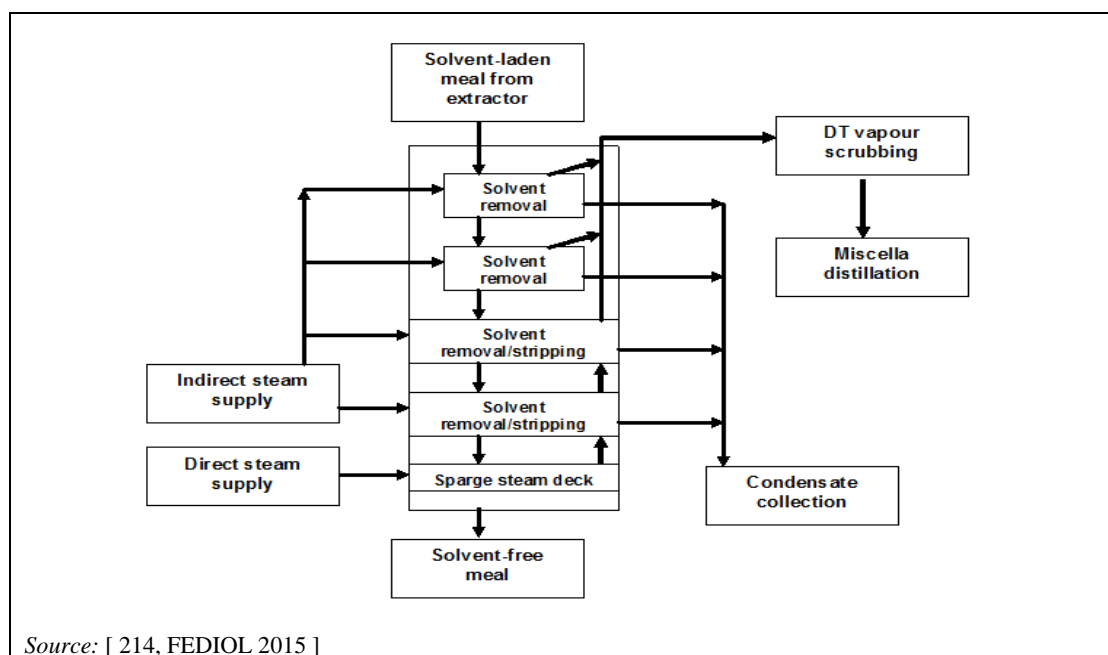 Solvent-laden
meal from
extractor
DT vapour
scrubbing
Solvent
removal
Miscella
distillation
Solvent
removal
Solvent
removal/stripping
Indirect steam
supply
Solvent
removal/stripping
Direct steam
supply
Sparge steam deck
Condensate
collection
Solvent-free
meal
Source: [ 214, FEDIOL 2015 ]